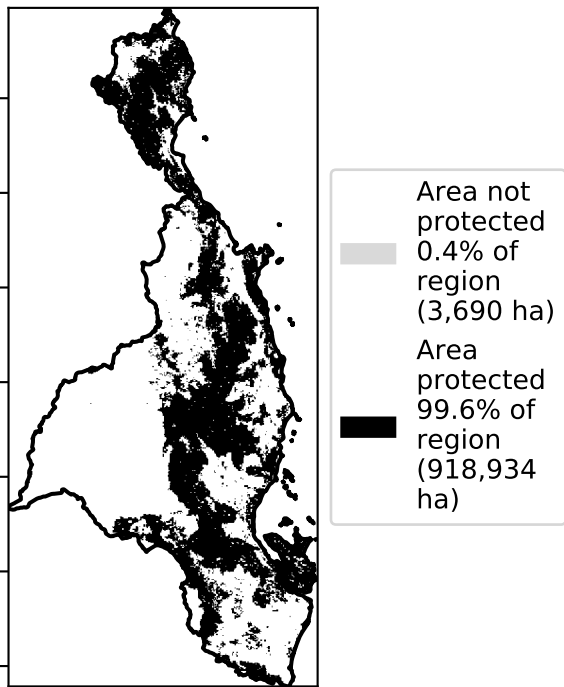 Area not
protected
0.4% of
region
(3,690 ha)
Area
protected
99.6% of
region
(918,934
ha)